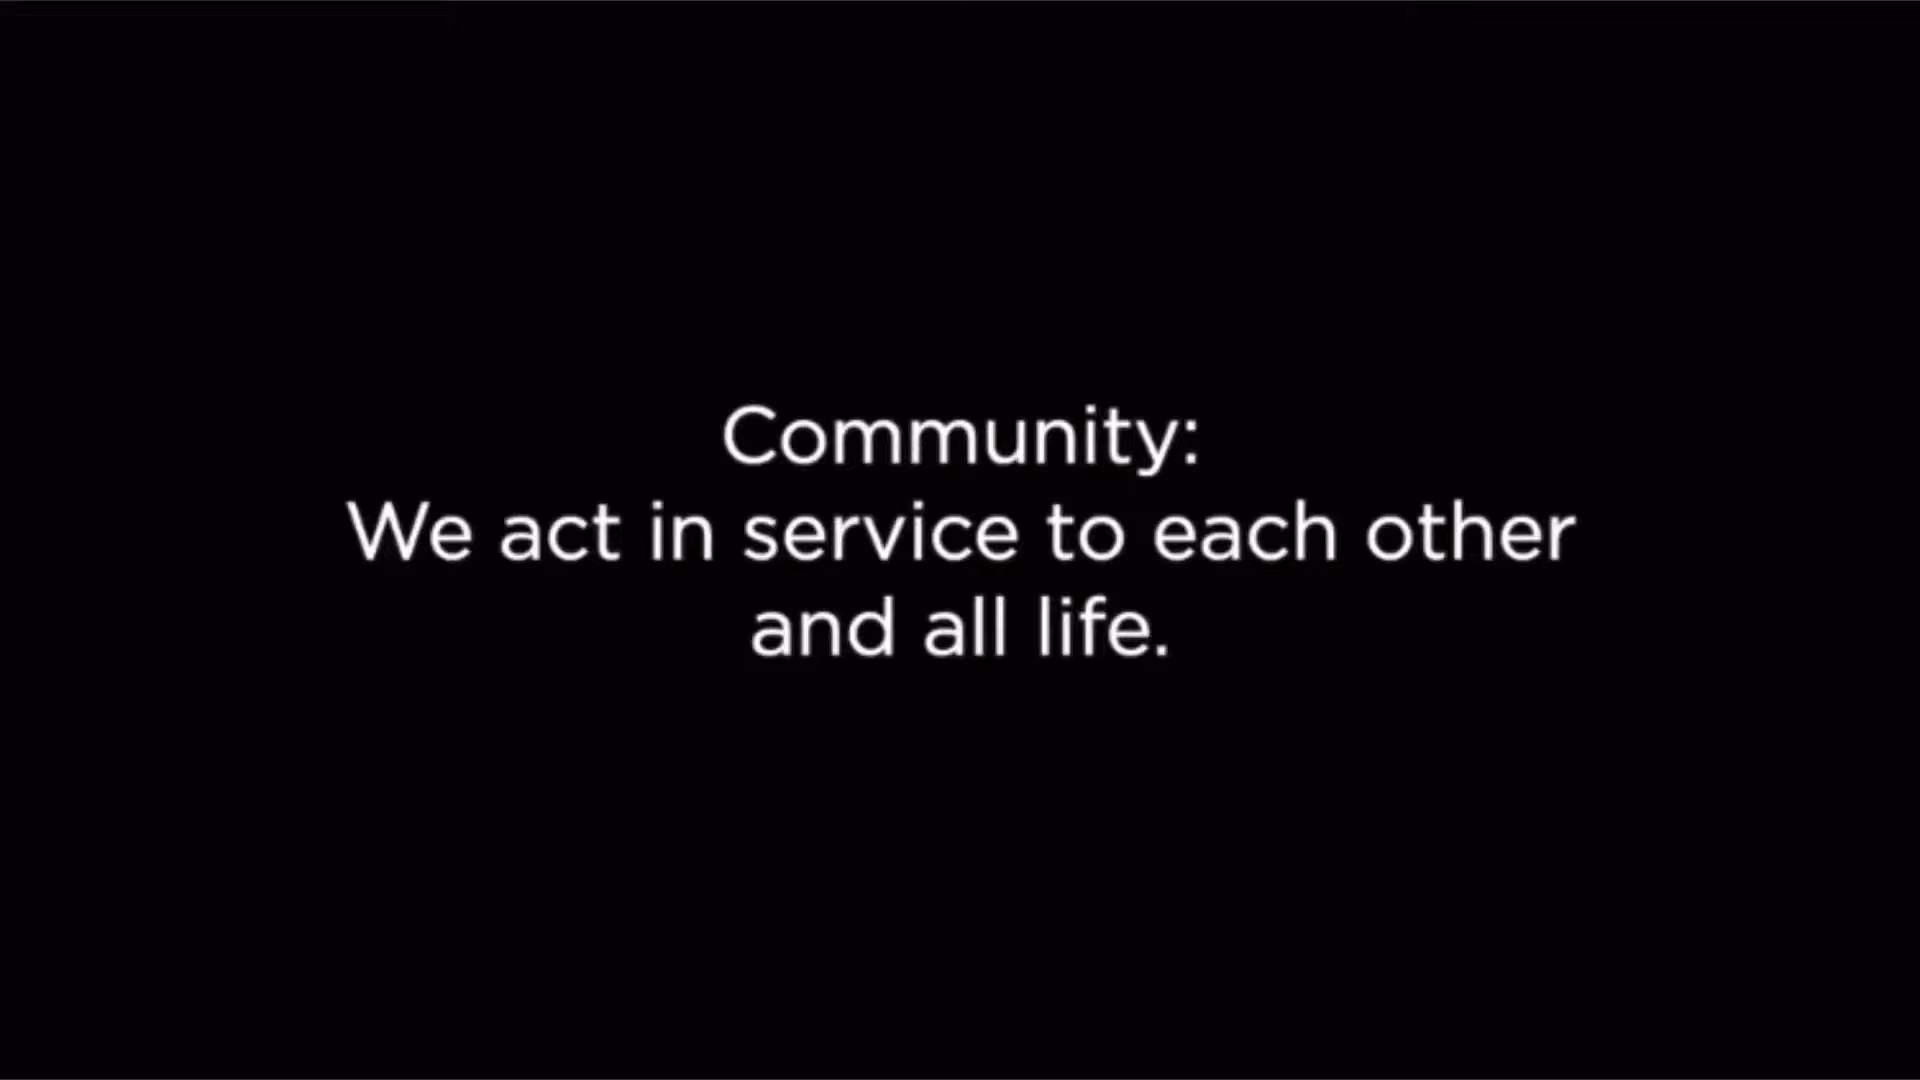 Community:
We act in service to each other
and all life.